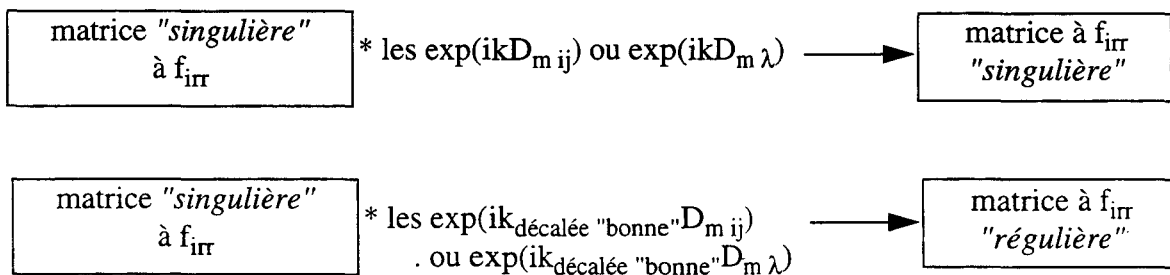 matrice "singulière"
à f_irr
* les exp(ikD_m ij) ou exp(ikD_m λ)
matrice à f_irr
"singulière"
matrice "singulière"
à f_irr
* les exp(ik_décalée "bonne"D_m ij)
. ou exp(ik_décalée "bonne"D_m λ)
matrice à f_irr
"régulière"